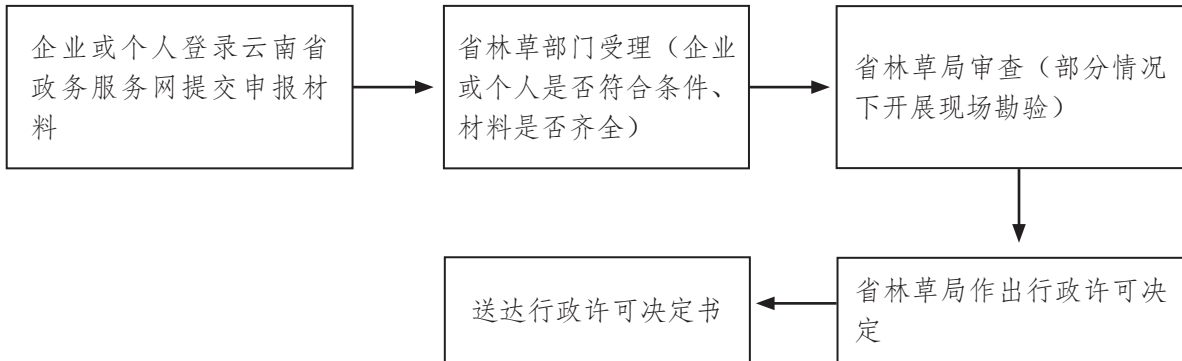 企业或个人登录云南省
政务服务网提交申报材
料
省林草部门受理（企业
或个人是否符合条件、
材料是否齐全）
省林草局审查（部分情况
下开展现场勘验）
省林草局作出行政许可决
定
送达行政许可决定书